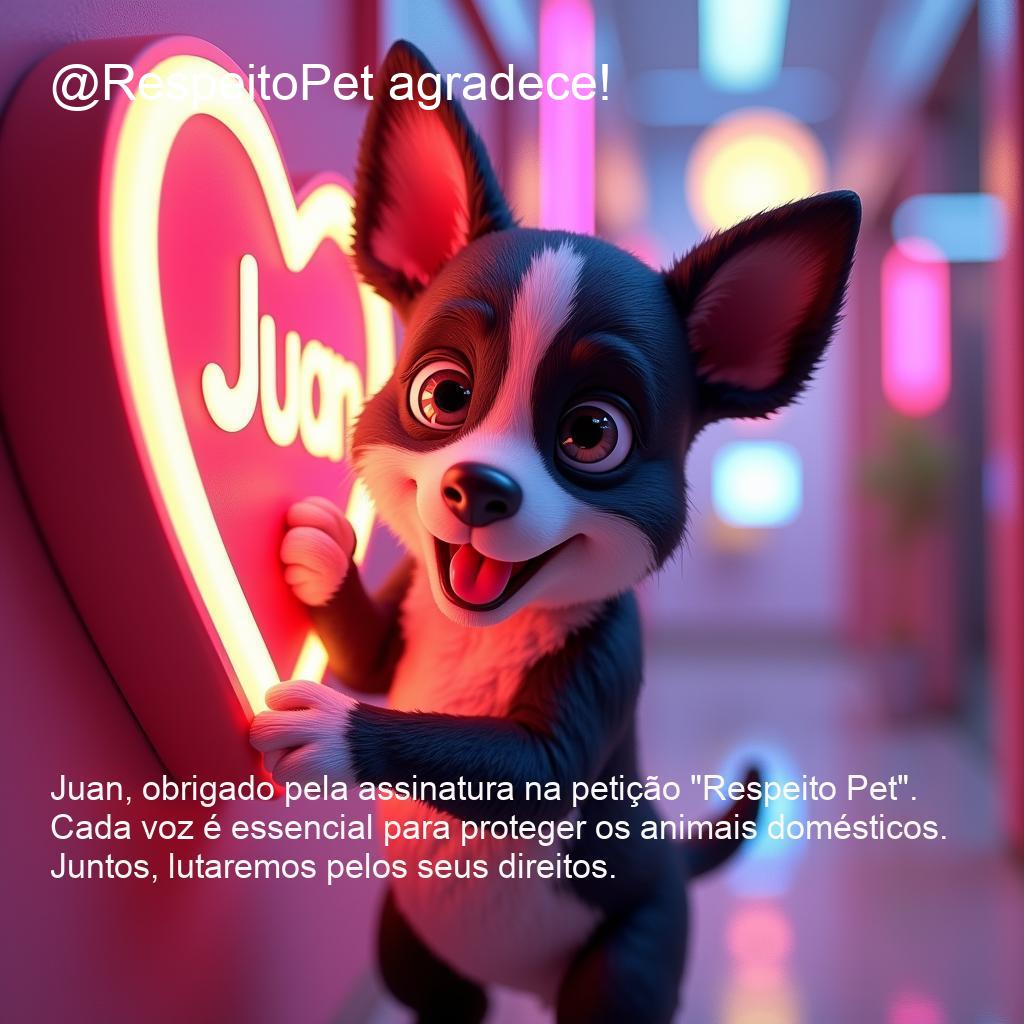 @RespeitoPet agradece!
Juan
Juan, obrigado pela assinatura na petição "Respeito Pet".
Cada voz é essencial para proteger os animais domésticos.
Juntos, lutaremos pelos seus direitos.